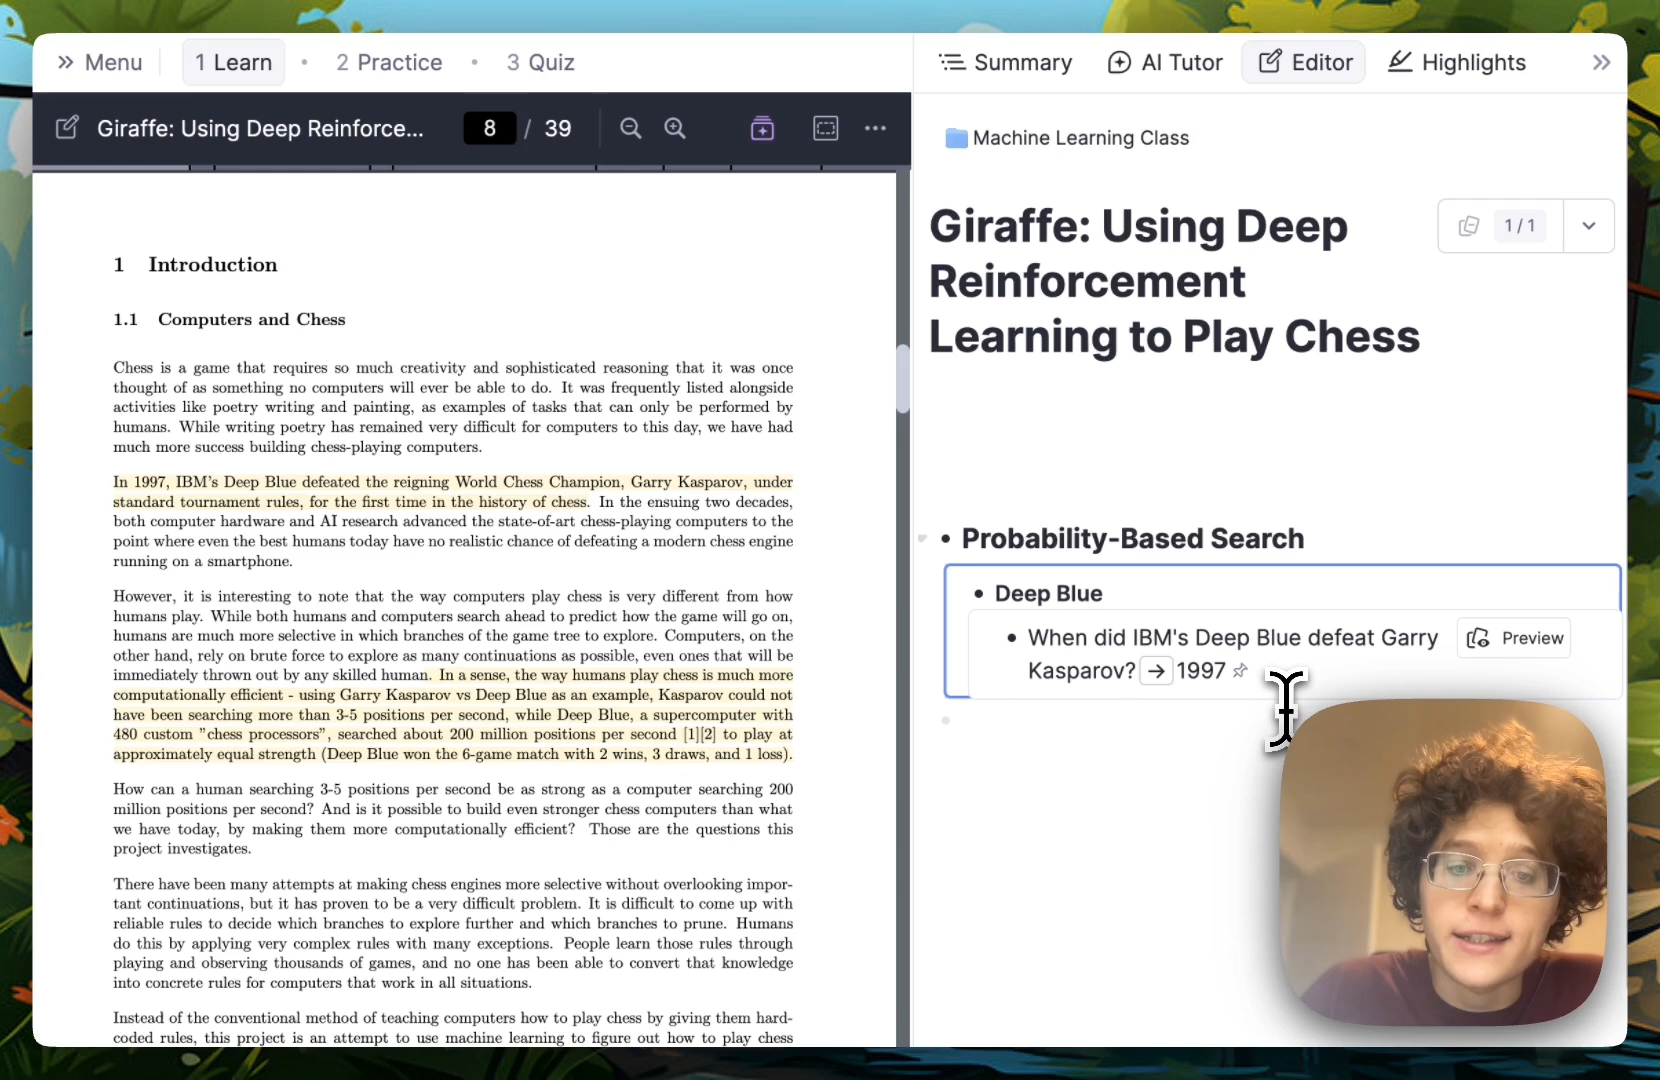 Menu
1 Learn
2 Practice
3 Quiz
Summary
AI Tutor
Editor
Highlights
Giraffe: Using Deep Reinforce...
8 / 39
1 Introduction
1.1 Computers and Chess
Chess is a game that requires so much creativity and sophisticated reasoning that it was once
thought of as something no computers will ever be able to do. It was frequently listed alongside
activities like poetry writing and painting, as examples of tasks that can only be performed by
humans. While writing poetry has remained very difficult for computers to this day, we have had
much more success building chess-playing computers.
In 1997, IBM's Deep Blue defeated the reigning World Chess Champion, Garry Kasparov, under
standard tournament rules, for the first time in the history of chess. In the ensuing two decades,
both computer hardware and AI research advanced the state-of-art chess-playing computers to the
point where even the best humans today have no realistic chance of defeating a modern chess engine
running on a smartphone.
However, it is interesting to note that the way computers play chess is very different from how
humans play. While both humans and computers search ahead to predict how the game will go on,
humans are much more selective in which branches of the game tree to explore. Computers, on the
other hand, rely on brute force to explore as many continuations as possible, even ones that will be
immediately thrown out by any skilled human. In a sense, the way humans play chess is much more
computationally efficient - using Garry Kasparov vs Deep Blue as an example, Kasparov could not
have been searching more than 3-5 positions per second, while Deep Blue, a supercomputer with
480 custom "chess processors", searched about 200 million positions per second [1][2] to play at
approximately equal strength (Deep Blue won the 6-game match with 2 wins, 3 draws, and 1 loss).
How can a human searching 3-5 positions per second be as strong as a computer searching 200
million positions per second? And is it possible to build even stronger chess computers than what
we have today, by making them more computationally efficient? Those are the questions this
project investigates.
There have been many attempts at making chess engines more selective without overlooking impor-
tant continuations, but it has proven to be a very difficult problem. It is difficult to come up with
reliable rules to decide which branches to explore further and which branches to prune. Humans
do this by applying very complex rules with many exceptions. People learn those rules through
playing and observing thousands of games, and no one has been able to convert that knowledge
into concrete rules for computers that work in all situations.
Instead of the conventional method of teaching computers how to play chess by giving them hard-
coded rules, this project is an attempt to use machine learning to figure out how to play chess
Machine Learning Class
Giraffe: Using Deep
Reinforcement
Learning to Play Chess
1 / 1
Probability-Based Search
Deep Blue
When did IBM's Deep Blue defeat Garry
Kasparov? → 1997
Preview